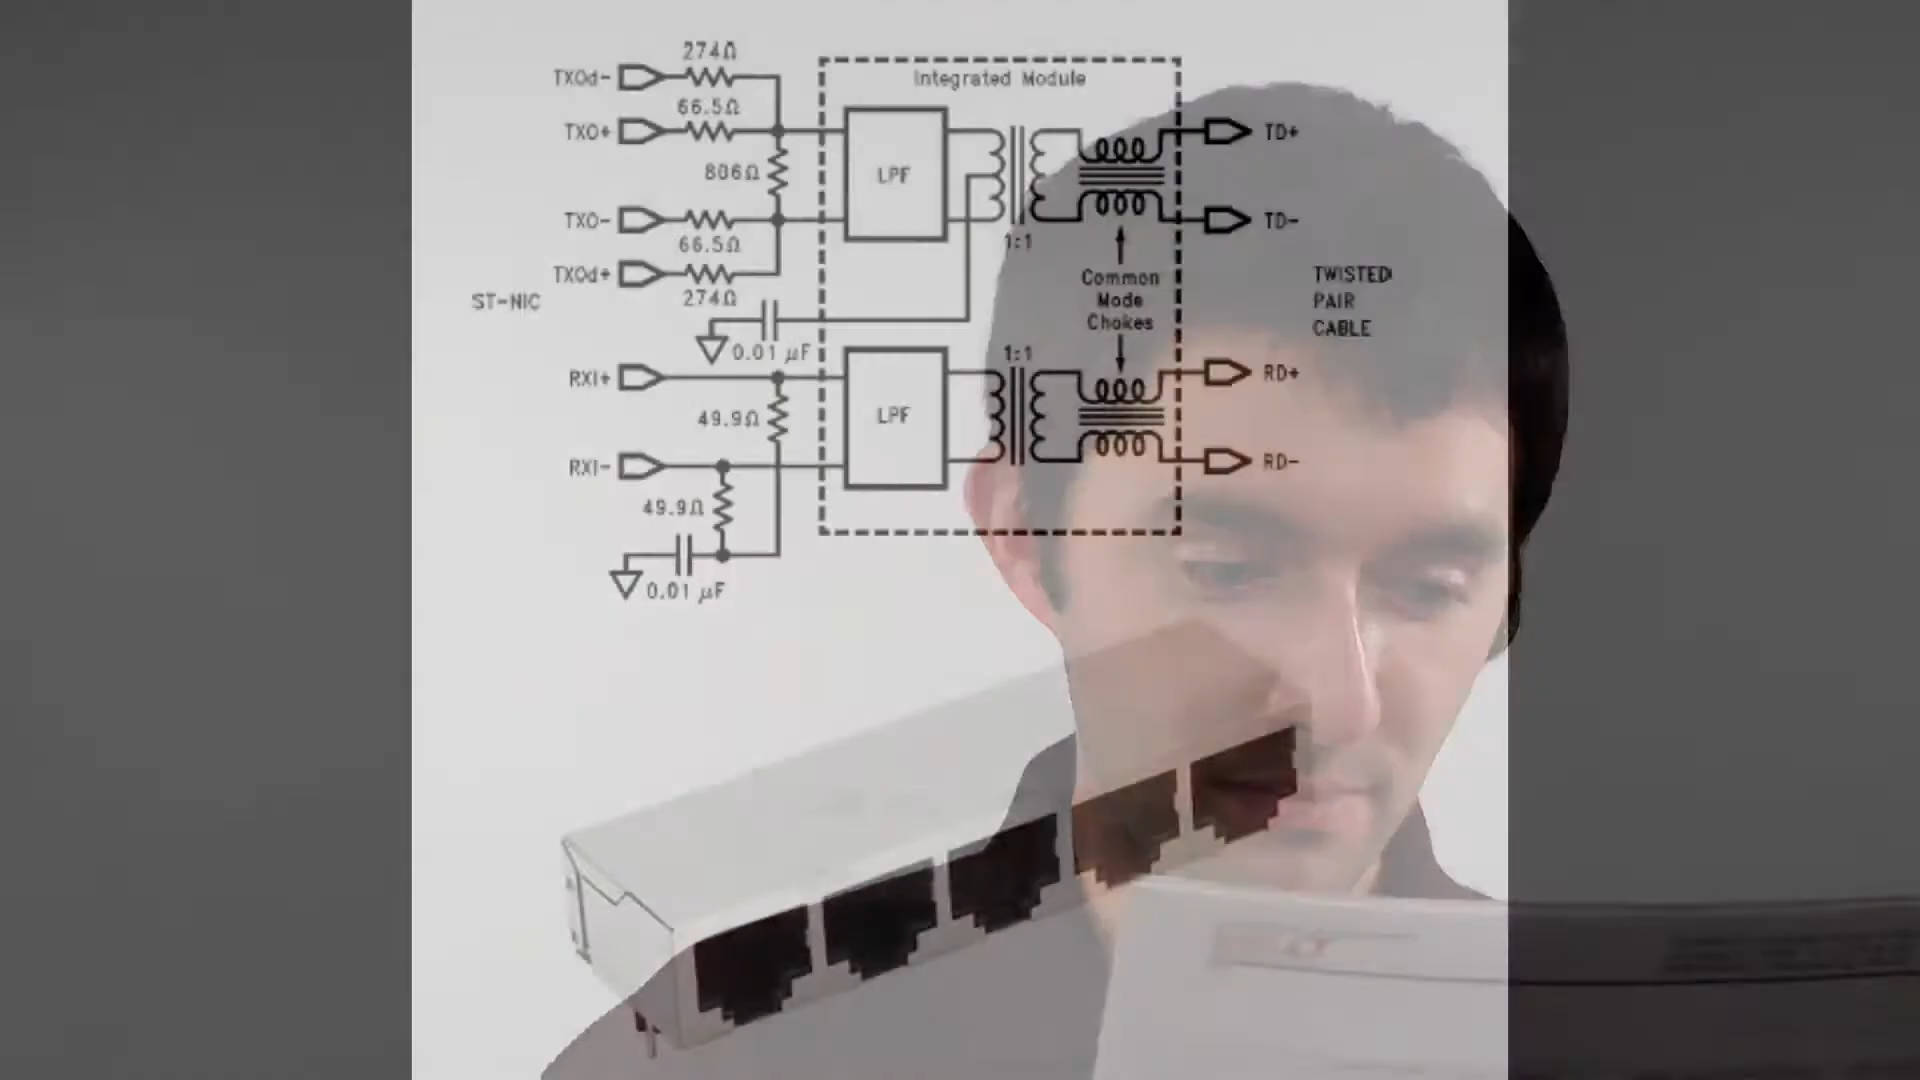 274Ω
TXOd-
Integrated Module
66.5Ω
TXO+
TD+
806Ω
LPF
TXO-
TD-
66.5Ω
1:1
TXOd+
Common
Mode
Chokes
TWISTED
PAIR
CABLE
274Ω
ST-NIC
0.01 μF
1:1
RXI+
RD+
49.9Ω
LPF
RXI-
RD-
49.9Ω
0.01 μF